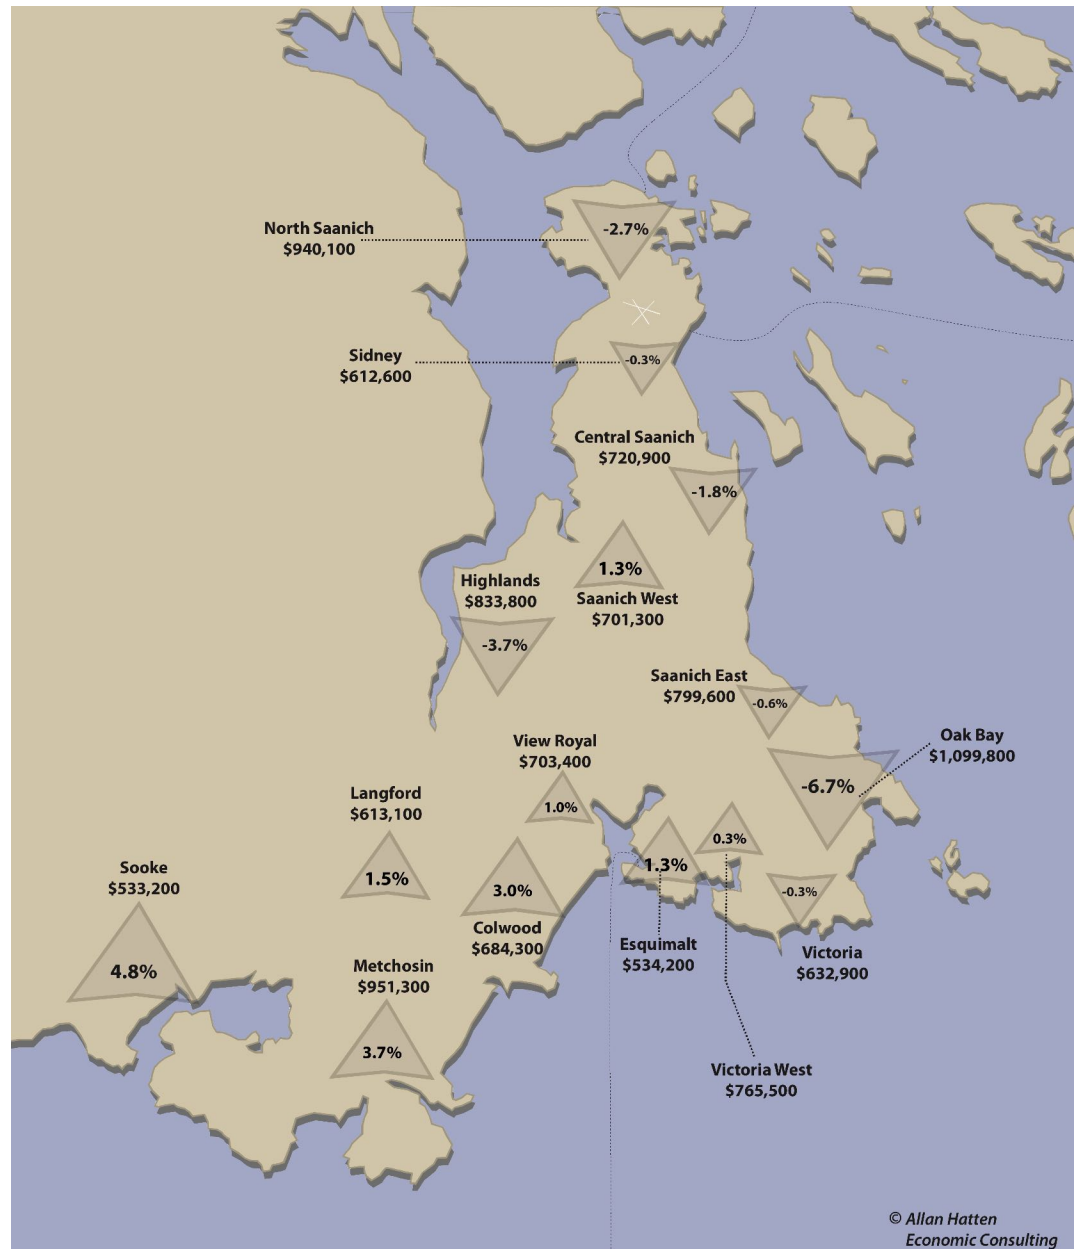 North Saanich
$940,100
-2.7%
Sidney
$612,600
-0.3%
Central Saanich
$720,900
-1.8%
1.3%
Saanich West
$701,300
Highlands
$833,800
-3.7%
Saanich East
$799,600
-0.6%
Oak Bay
$1,099,800
-6.7%
View Royal
$703,400
1.0%
Langford
$613,100
1.5%
Sooke
$533,200
4.8%
3.0%
Colwood
$684,300
1.3%
Esquimalt
$534,200
0.3%
Victoria West
$765,500
-0.3%
Victoria
$632,900
Metchosin
$951,300
3.7%
© Allan Hatten
Economic Consulting